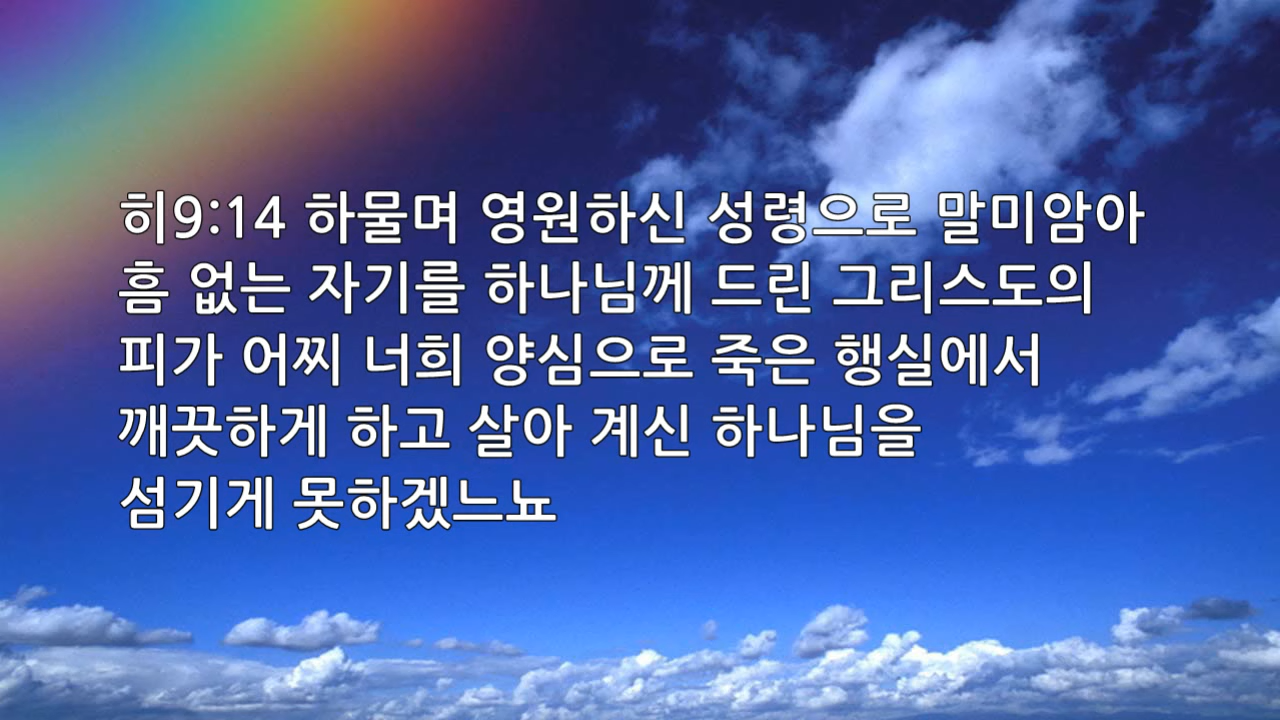 히9:14 하물며 영원하신 성령으로 말미암아
흠 없는 자기를 하나님께 드린 그리스도의
피가 어찌 너희 양심으로 죽은 행실에서
깨끗하게 하고 살아 계신 하나님을
섬기게 못하겠느뇨